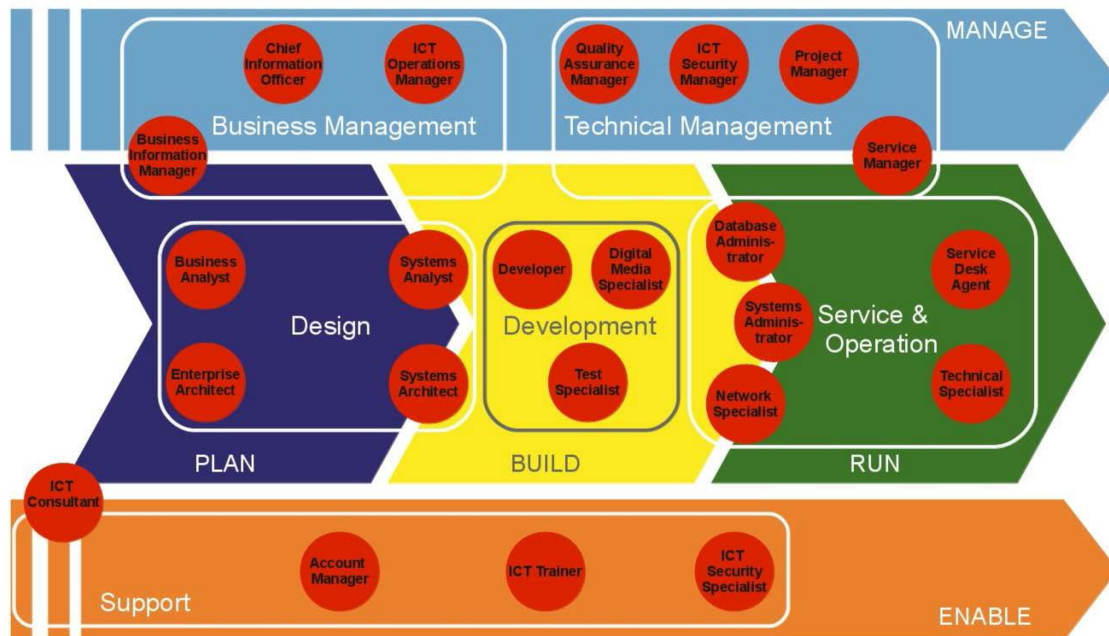 MANAGE
Chief
Information
Officer
ICT
Operations
Manager
Quality
Assurance
Manager
ICT
Security
Manager
Project
Manager
Business Management
Technical Management
Business
Information
Manager
Service
Manager
Business
Analyst
Systems
Analyst
Developer
Digital
Media
Specialist
Database
Adminis-
trator
Service
Desk
Agent
Design
Development
Systems
Adminis-
trator
Service &
Operation
Enterprise
Architect
Systems
Architect
Test
Specialist
Network
Specialist
Technical
Specialist
PLAN
BUILD
RUN
ICT
Consultant
Account
Manager
ICT Trainer
ICT
Security
Specialist
Support
ENABLE